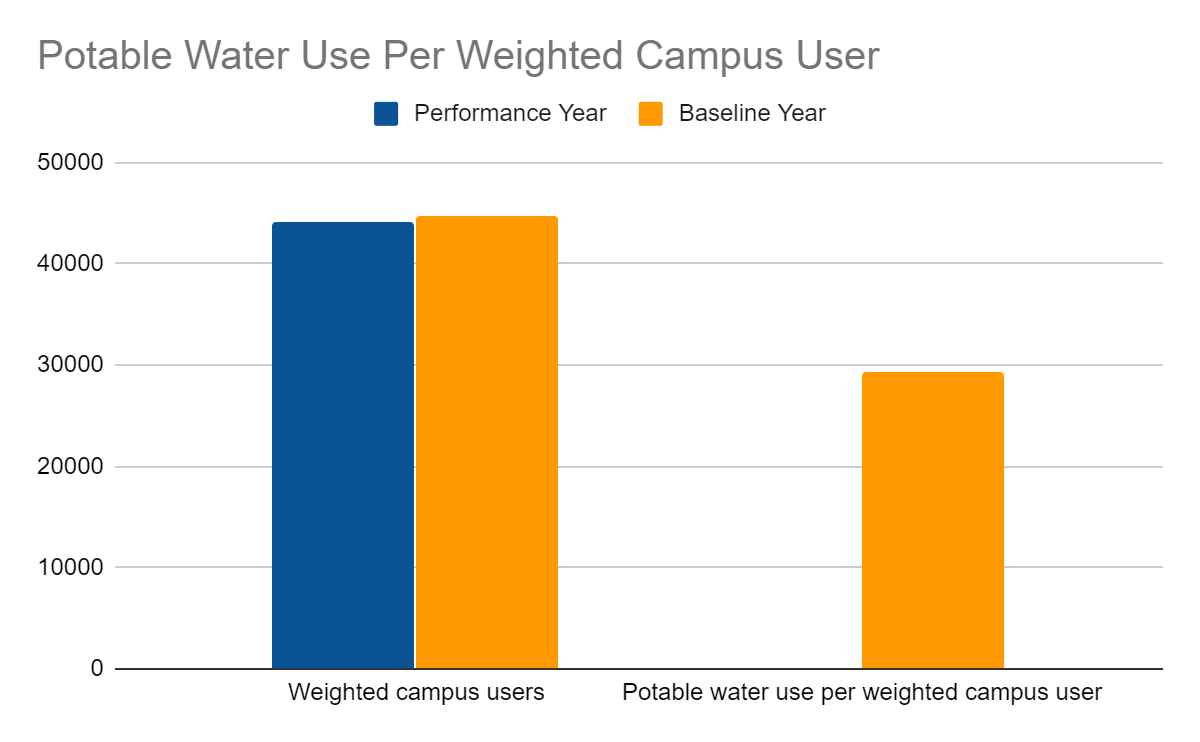 Potable Water Use Per Weighted Campus User
Performance Year Baseline Year
50000
40000
30000
20000
10000
0
Weighted campus users Potable water use per weighted campus user